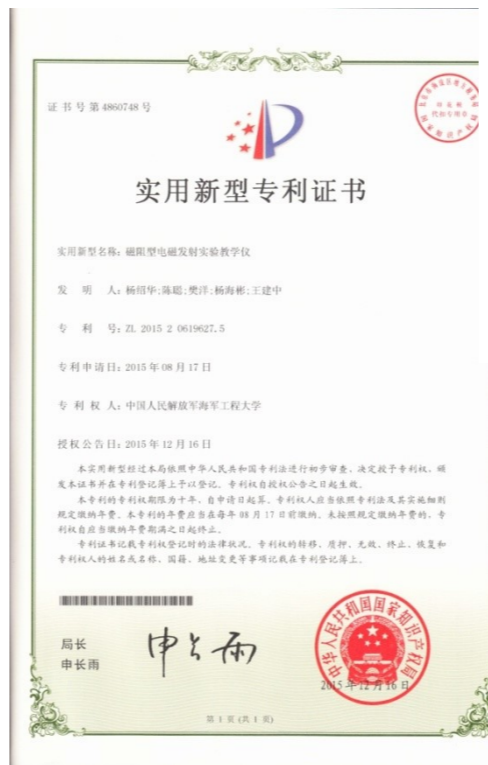 证书号第4860748号
实用新型专利证书
实用新型名称：磁阻型电磁发射实验教学仪
发 明 人：杨绍华;陈聪;樊洋;杨海彬;王建中
专 利 号：ZL 2015 2 0619627.5
专利申请日：2015年08月17日
专 利 权 人：中国人民解放军海军工程大学
授权公告日：2015年12月16日
本实用新型经过本局依照中华人民共和国专利法进行初步审查，决定授予专利权，颁
发本证书并在专利登记簿上予以登记。专利权自授权公告之日起生效。
本专利的专利权期限为十年，自申请日起算。专利权人应当依照专利法及其实施细则
规定缴纳年费。本专利的年费应当在每年08月17日前缴纳。未按照规定缴纳年费的，专
利权自应当缴纳年费期满之日起终止。
专利证书记载专利权登记时的法律状况。专利权的转移、质押、无效、终止、恢复和
专利权人的姓名或名称、国籍、地址变更等事项记载在专利登记簿上。
局长
申长雨
申长雨
中华人民共和国国家知识产权局
2015年12月16日
第1页(共1页)